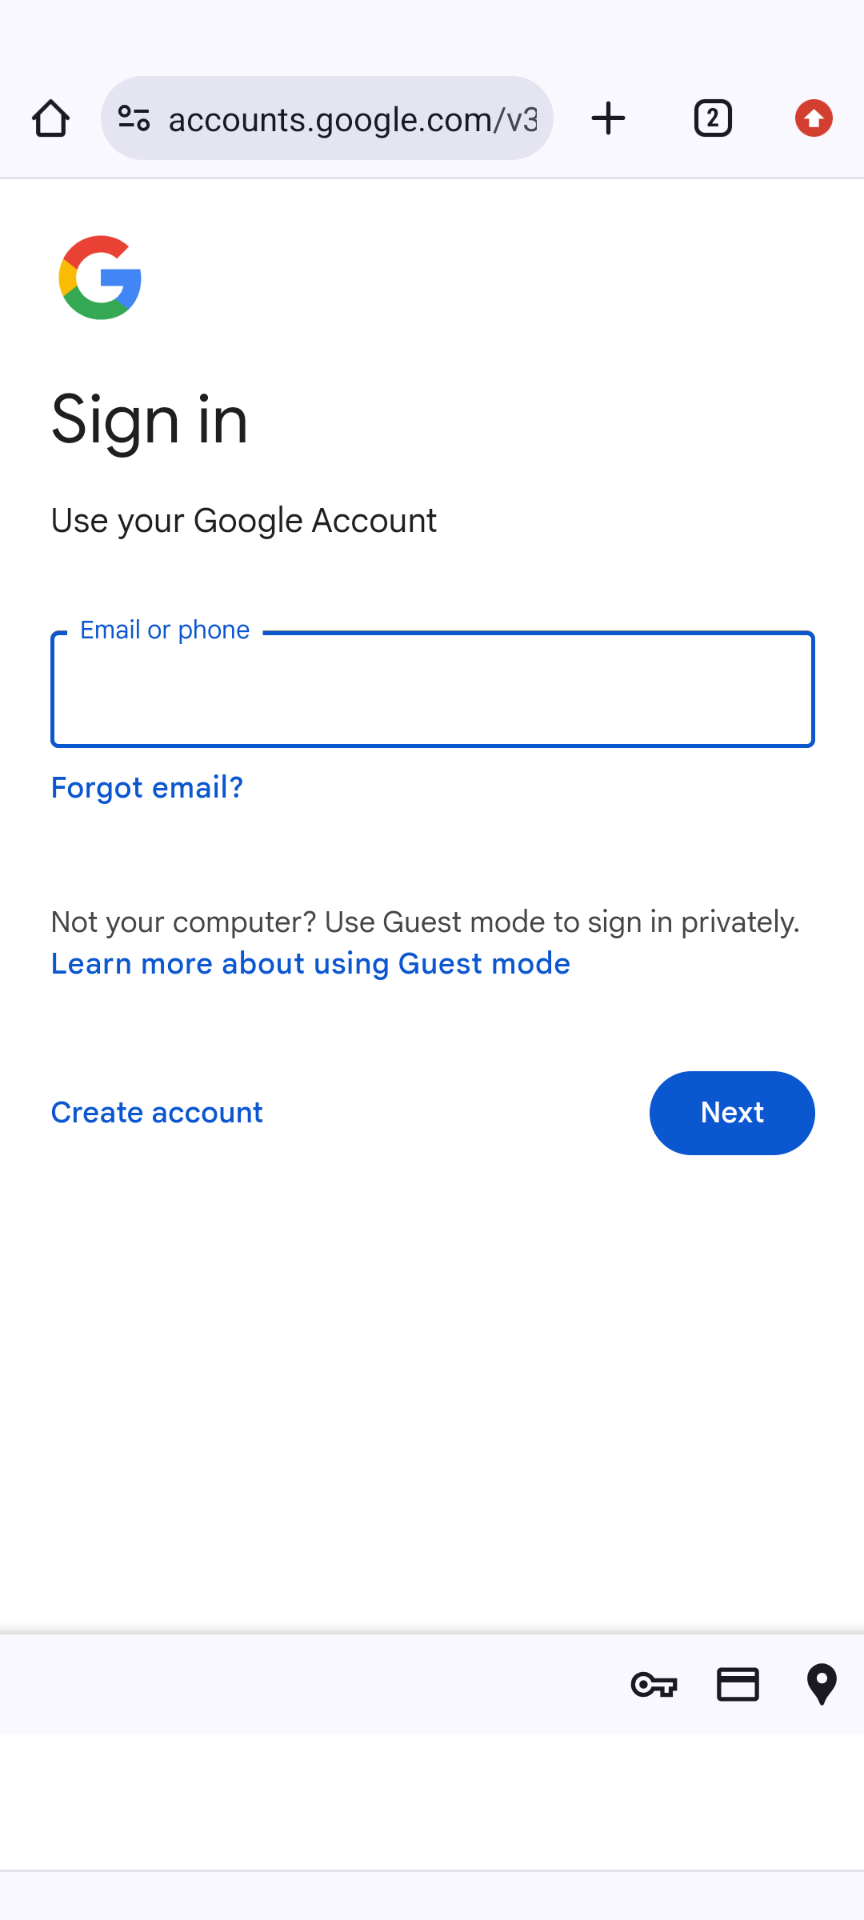 accounts.google.com/v3
2
Sign in
Use your Google Account
Email or phone
Forgot email?
Not your computer? Use Guest mode to sign in privately.
Learn more about using Guest mode
Create account
Next